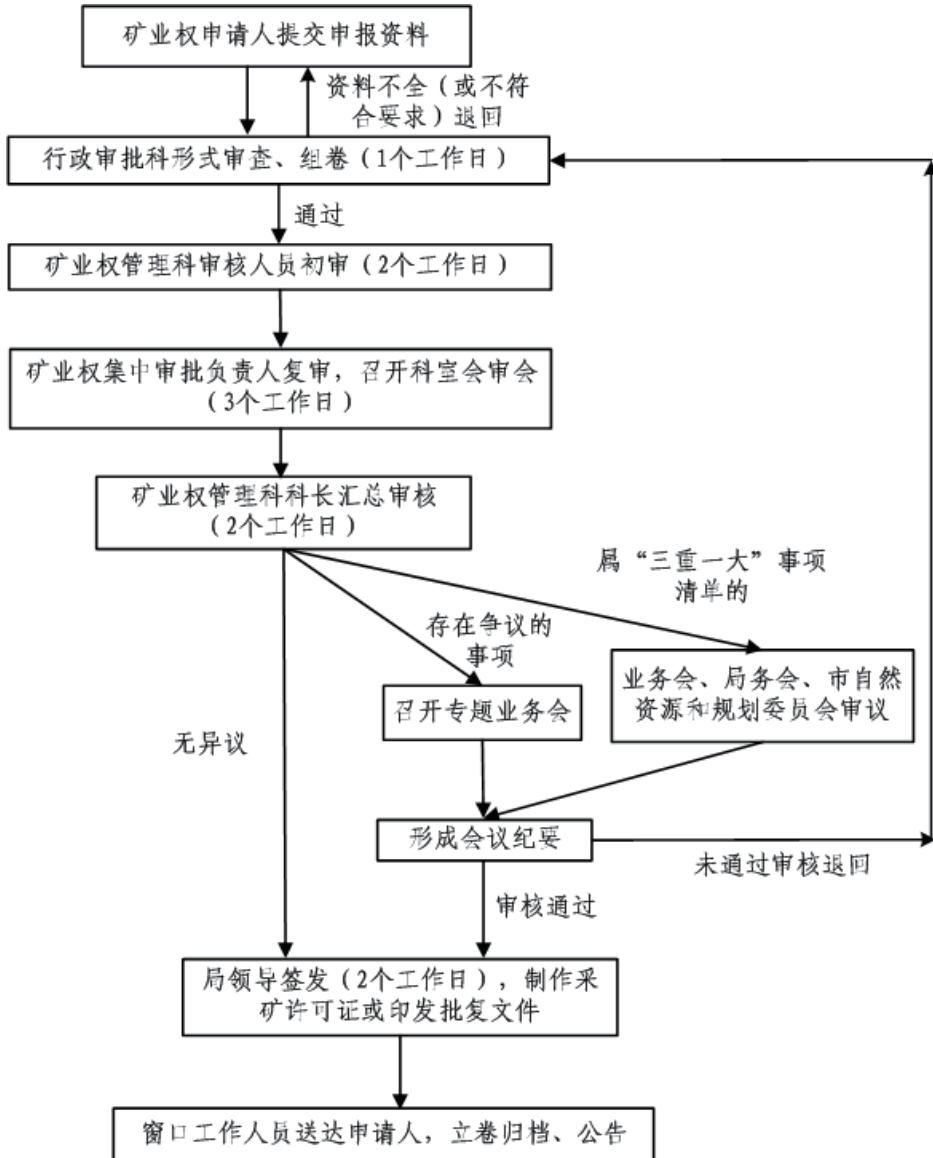 矿业权申请人提交申报资料
资料不全（或不符
合要求）退回
行政审批科形式审查、组卷（1个工作日）
通过
矿业权管理科审核人员初审（2个工作日）
矿业权集中审批负责人复审，召开科室会审会
（3个工作日）
矿业权管理科科长汇总审核
（2个工作日）
属“三重一大”事项
清单的
存在争议的
事项
业务会、局务会、市自然
资源和规划委员会审议
召开专题业务会
无异议
形成会议纪要
未通过审核退回
审核通过
局领导签发（2个工作日），制作采
矿许可证或印发批复文件
窗口工作人员送达申请人，立卷归档、公告